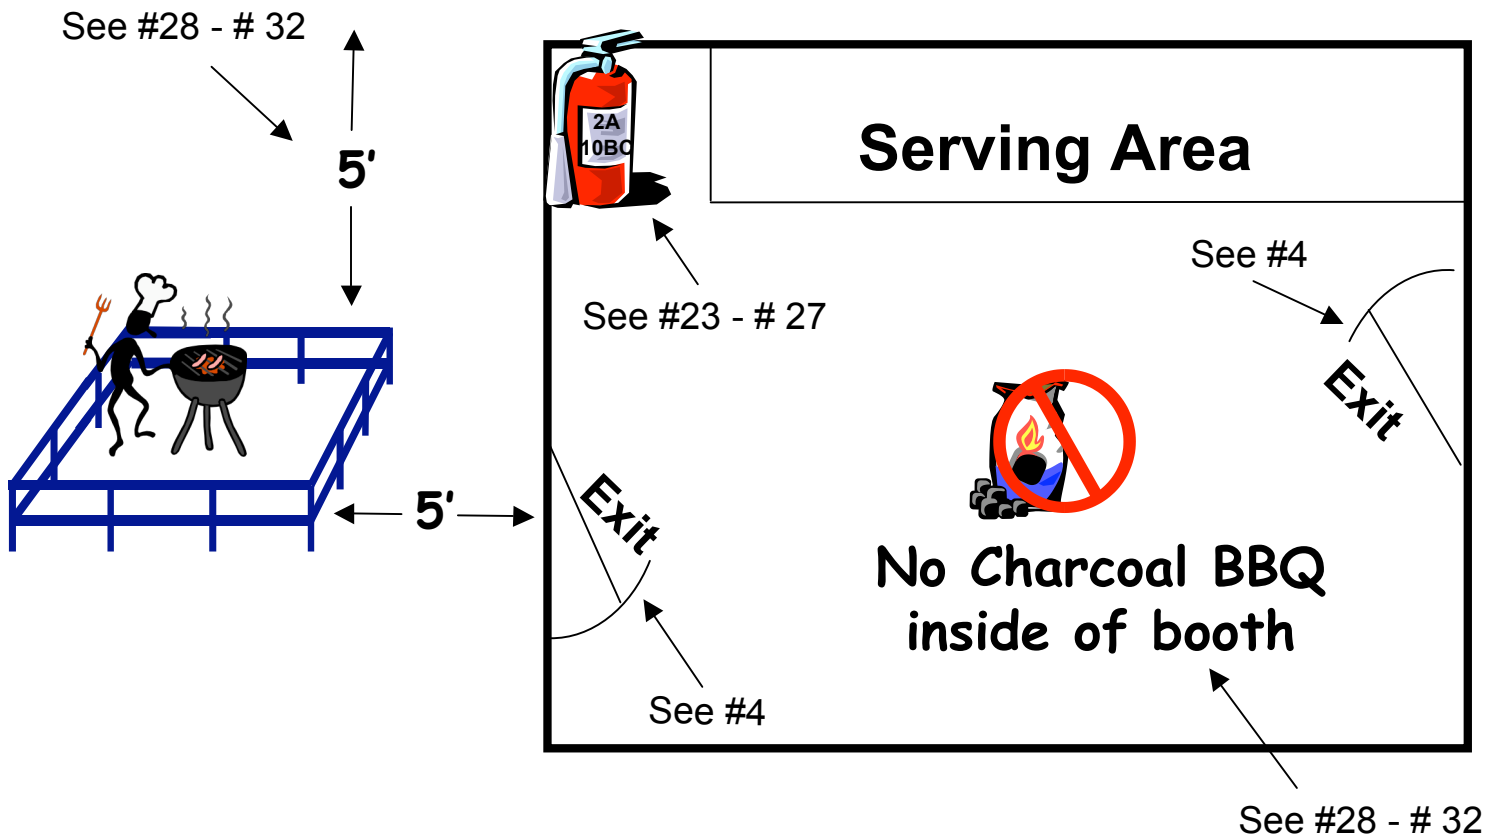 See #28 - # 32
5'
2A
10BC
Serving Area
See #4
See #23 - # 27
Exit
Exit
5'
No Charcoal BBQ
inside of booth
See #4
See #28 - # 32